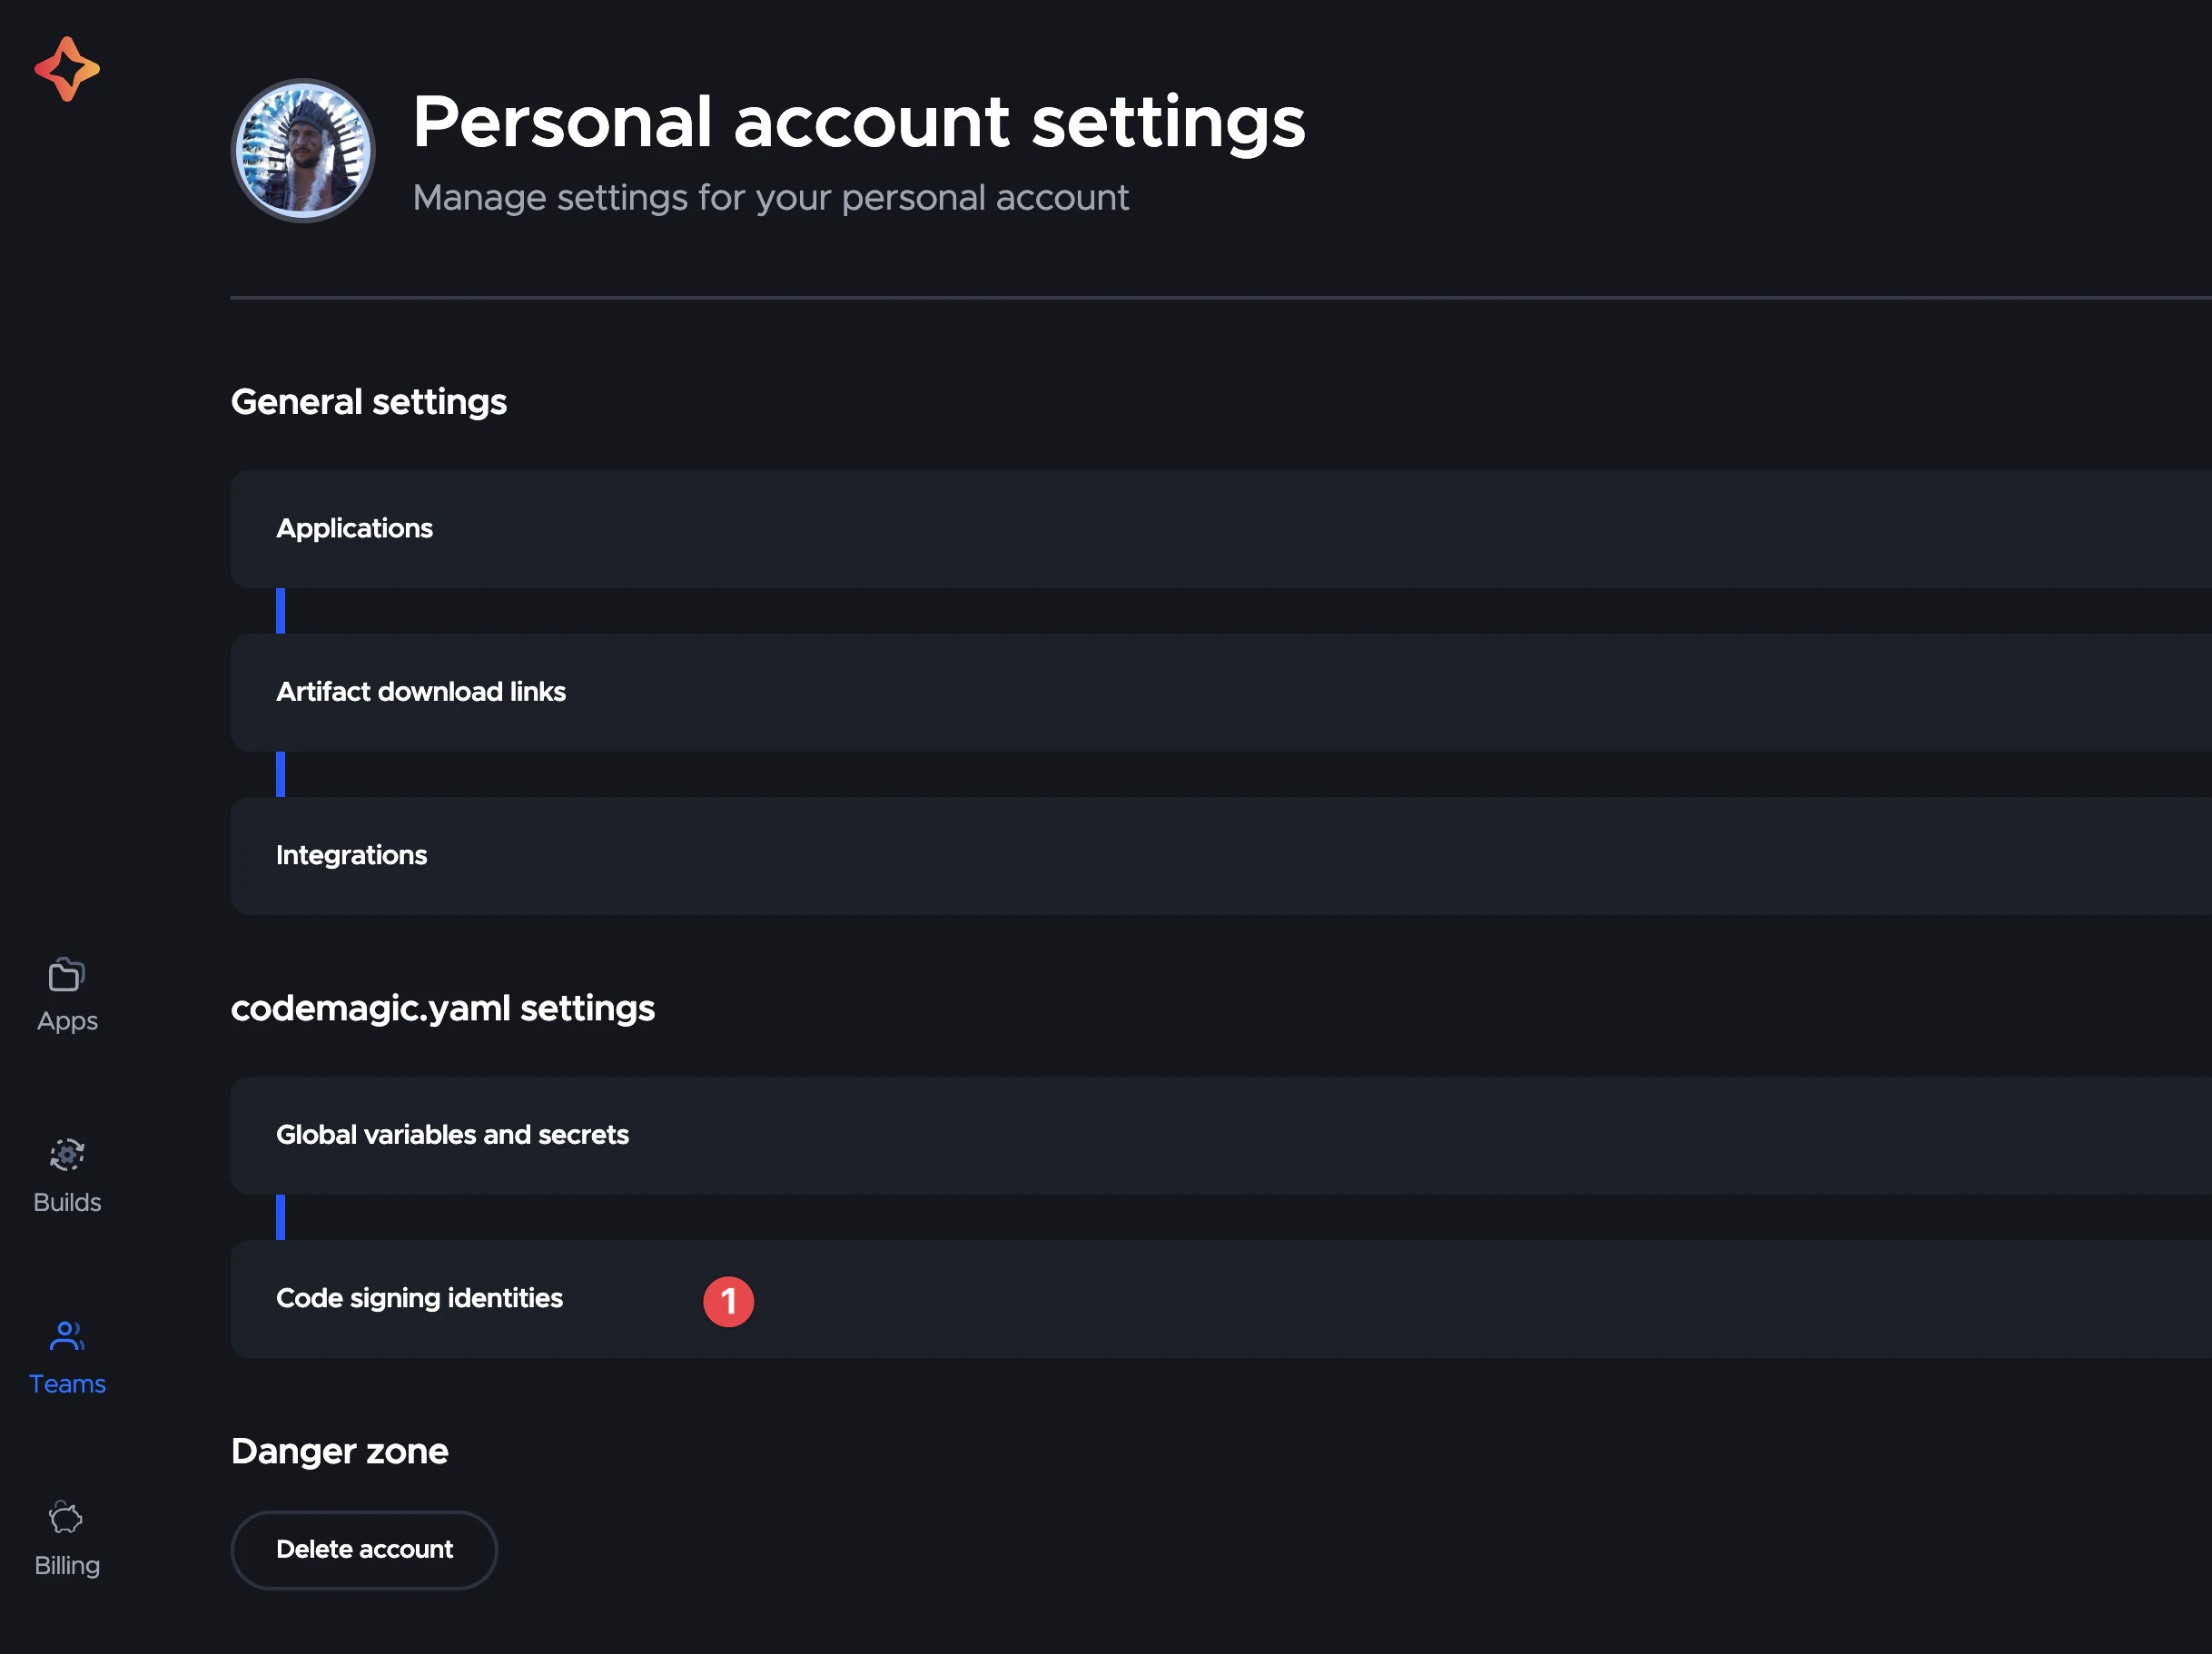 Personal account settings
Manage settings for your personal account
General settings
Applications
Artifact download links
Integrations
Apps
codemagic.yaml settings
Global variables and secrets
Builds
Code signing identities
1
Teams
Danger zone
Delete account
Billing